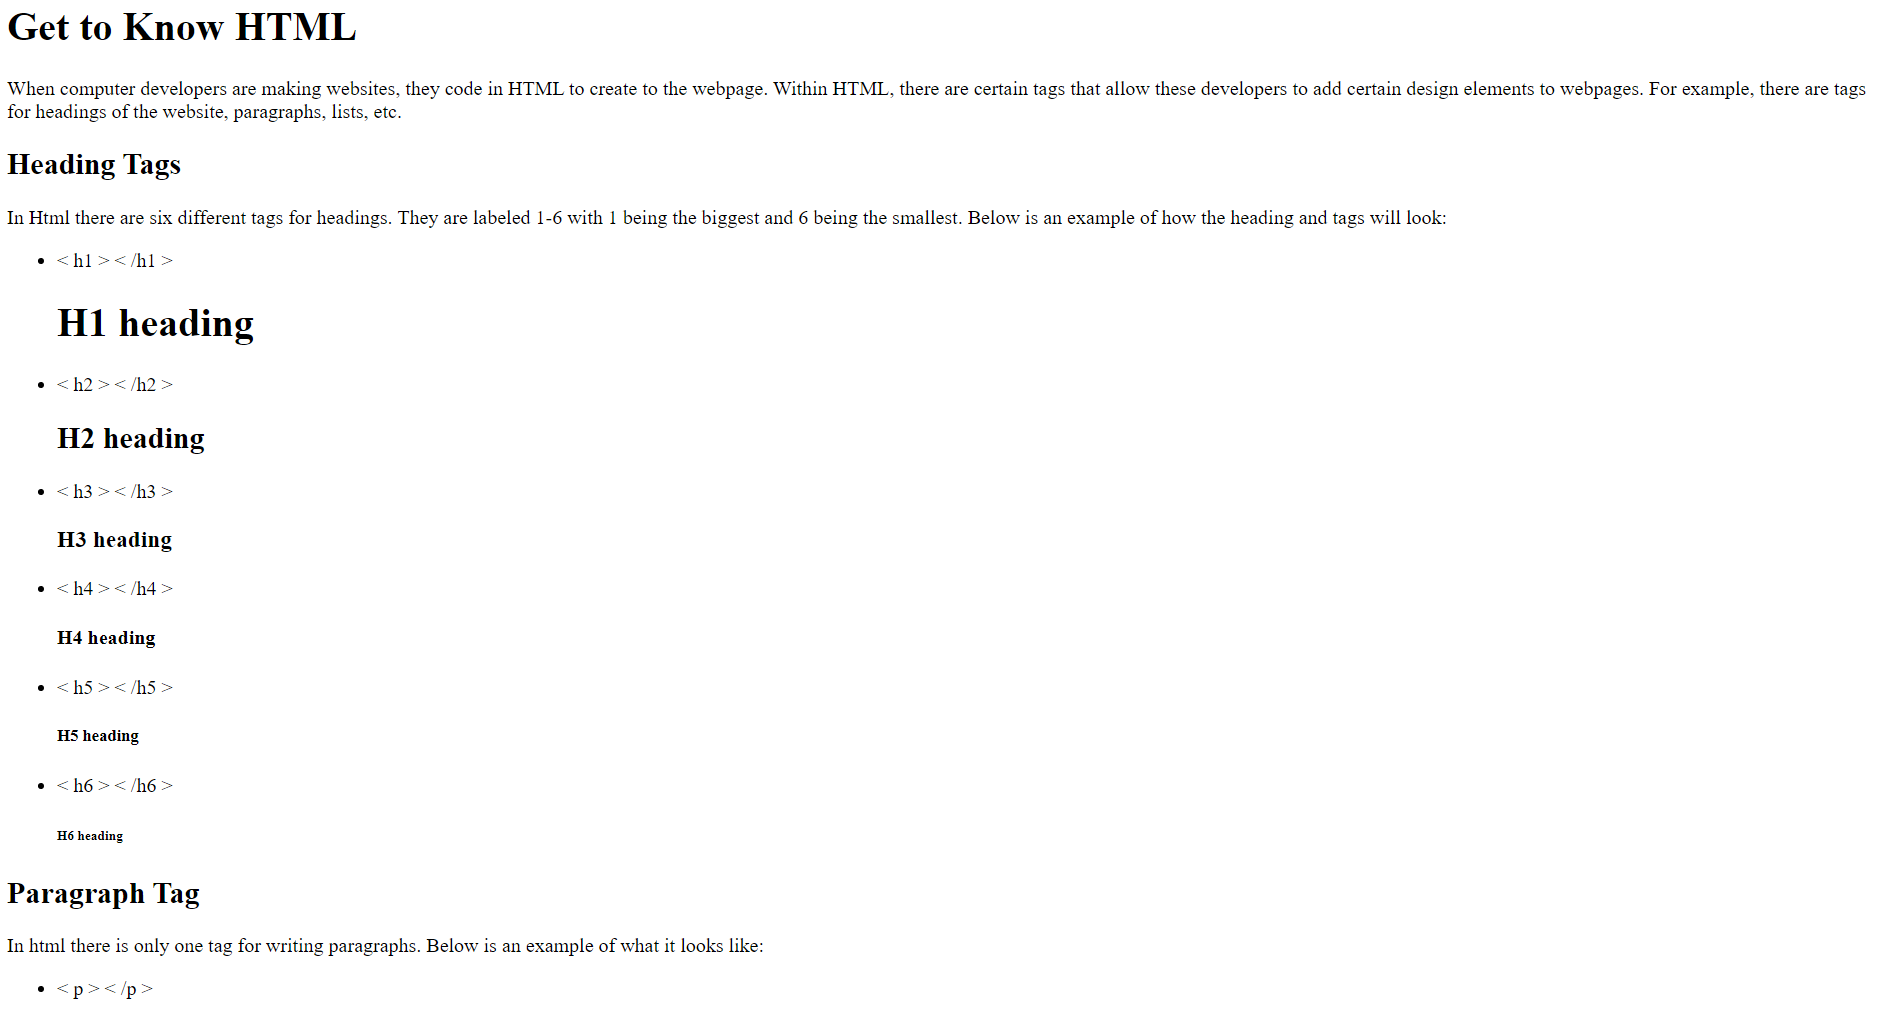 Get to Know HTML
When computer developers are making websites, they code in HTML to create to the webpage. Within HTML, there are certain tags that allow these developers to add certain design elements to webpages. For example, there are tags
for headings of the website, paragraphs, lists, etc.
Heading Tags
In Html there are six different tags for headings. They are labeled 1-6 with 1 being the biggest and 6 being the smallest. Below is an example of how the heading and tags will look:
• < h1 > < /h1 >
H1 heading
• < h2 > < /h2 >
H2 heading
• < h3 > < /h3 >
H3 heading
• < h4 > < /h4 >
H4 heading
• < h5 > < /h5 >
H5 heading
• < h6 > < /h6 >
H6 heading
Paragraph Tag
In html there is only one tag for writing paragraphs. Below is an example of what it looks like:
• < p > < /p >